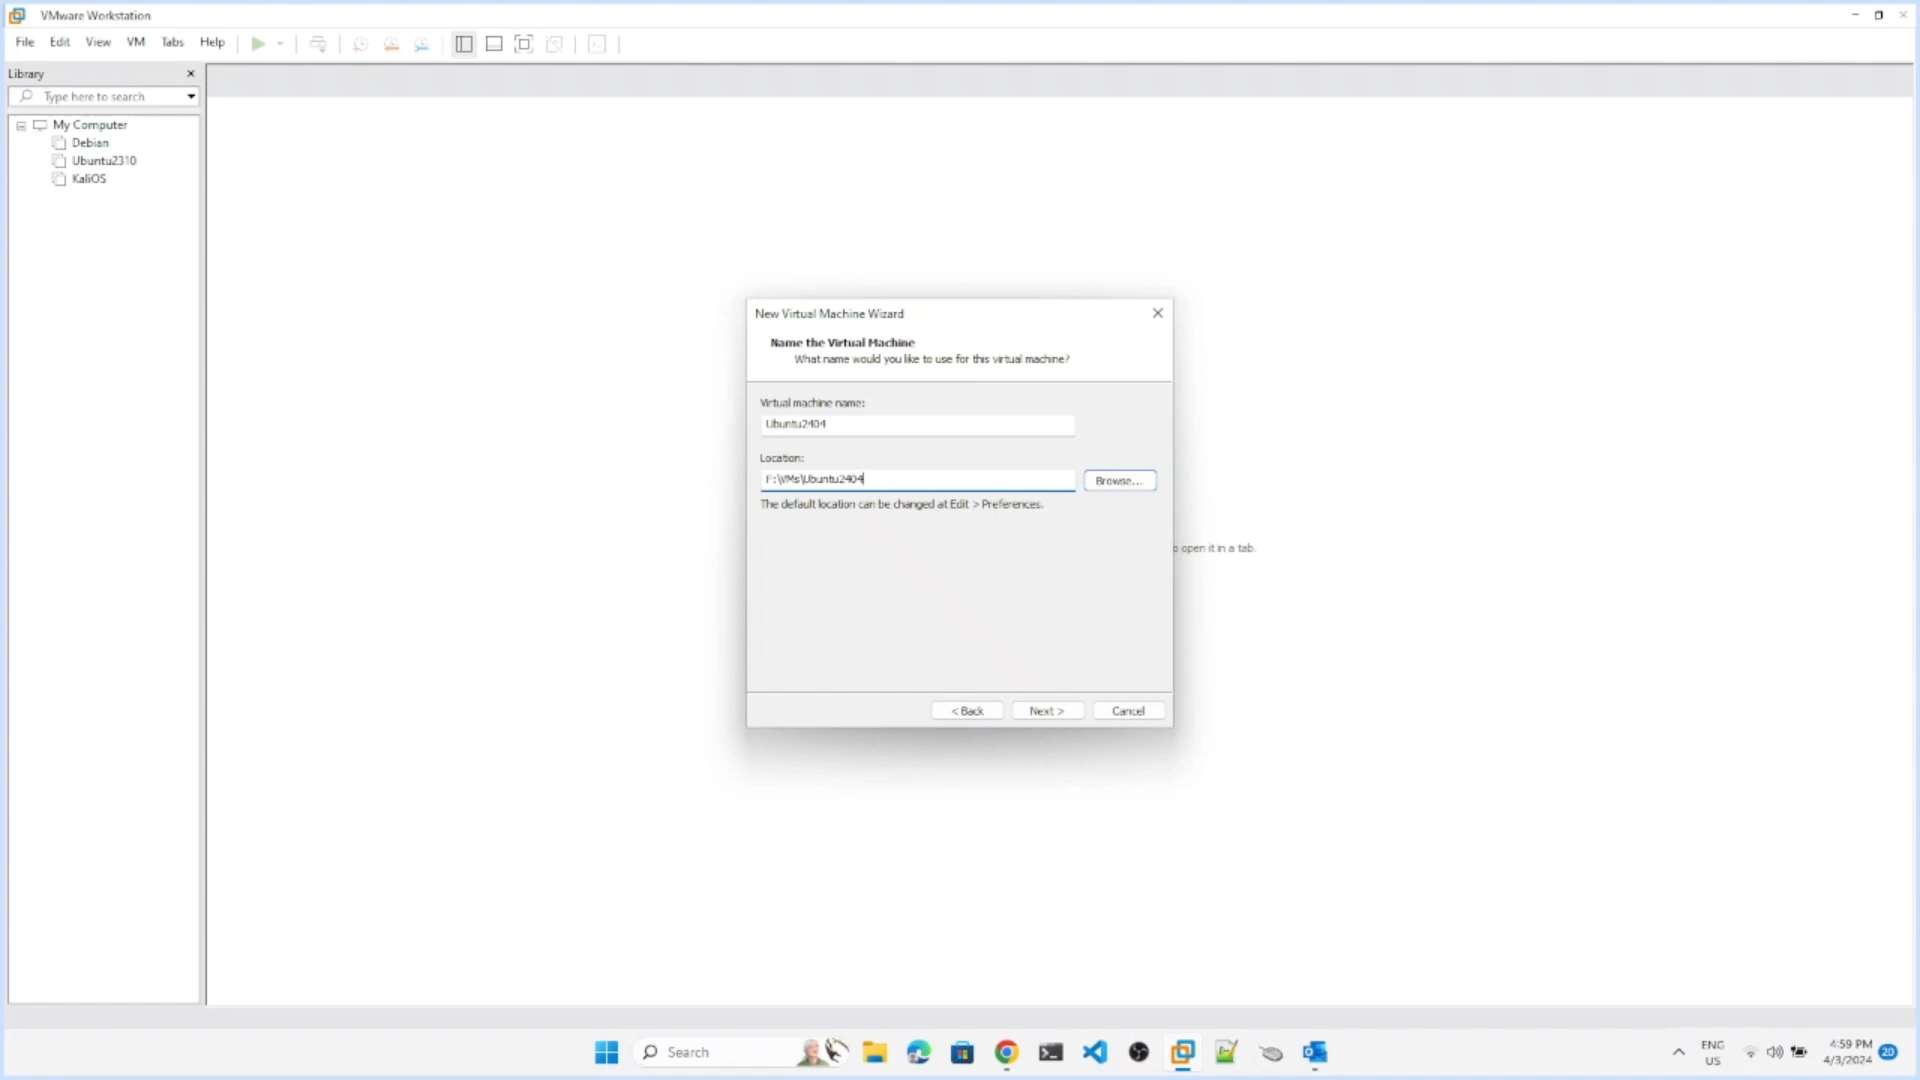 VMware Workstation
File Edit View VM Tabs Help
Library
Type here to search
My Computer
Debian
Ubuntu2310
KaliOS
New Virtual Machine Wizard
Name the Virtual Machine
What name would you like to use for this virtual machine?
Virtual machine name:
Ubuntu2404
Location:
F:\VMs\Ubuntu2404
Browse...
The default location can be changed at Edit > Preferences.
open it in a tab.
< Back Next > Cancel
Search
ENG
US
4:59 PM
4/3/2024
20